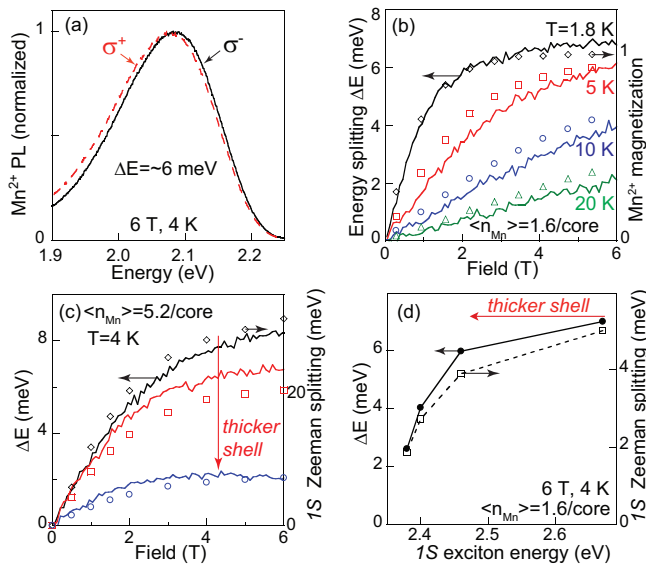 (a)
σ+
σ-
ΔE=~6 meV
6 T, 4 K
Mn2+ PL (normalized)
1
0
1.9 2.0 2.1 2.2
Energy (eV)
(b)
T=1.8 K
5 K
10 K
20 K
<nMn>=1.6/core
Energy splitting ΔE (meV)
8
6
4
2
0
Mn2+ magnetization
1
0
0 2 4 6
Field (T)
(c)
<nMn>=5.2/core
T=4 K
thicker
shell
ΔE (meV)
8
4
0
1S Zeeman splitting (meV)
20
0
0 2 4 6
Field (T)
(d)
thicker shell
6 T, 4 K
<nMn>=1.6/core
ΔE (meV)
6
4
2
0
1S Zeeman splitting (meV)
4
2
0
2.4 2.5 2.6
1S exciton energy (eV)